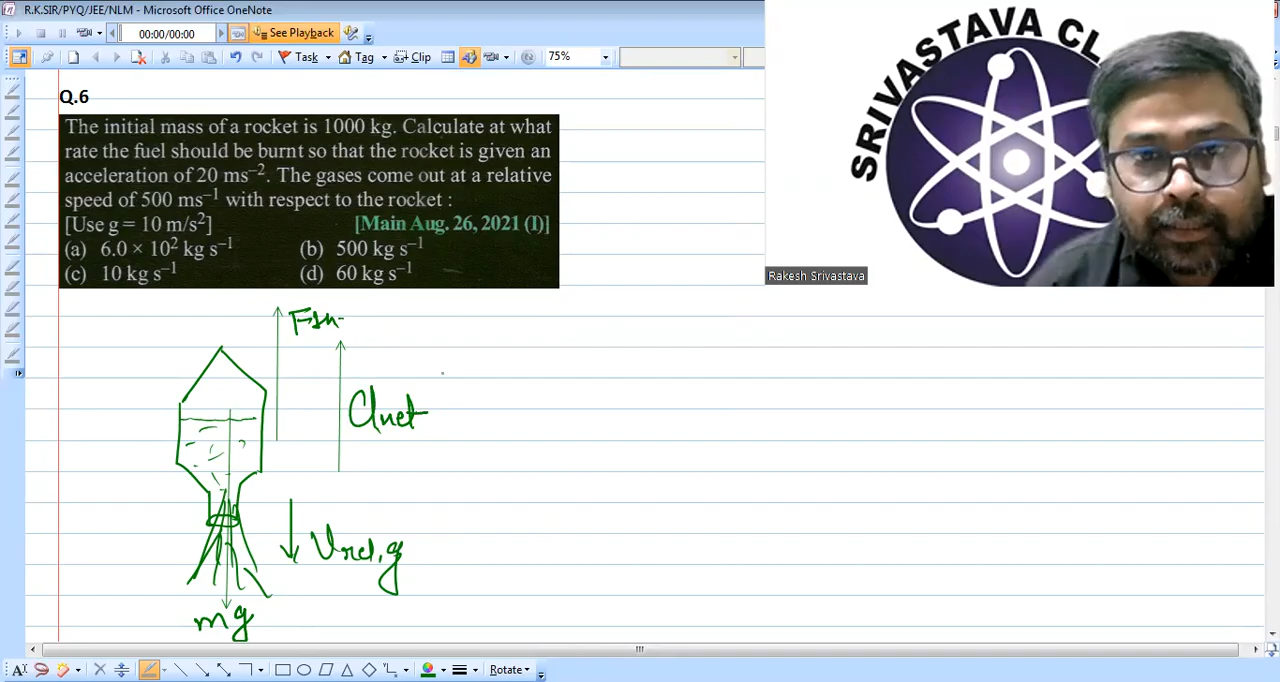 R.K.SIR/PYQ/JEE/NLM - Microsoft Office OneNote
00:00/00:00 See Playback
Task Tag Clip 75%
SRIVASTAVA CL
Q.6
The initial mass of a rocket is 1000 kg. Calculate at what
rate the fuel should be burnt so that the rocket is given an
acceleration of 20 ms⁻². The gases come out at a relative
speed of 500 ms⁻¹ with respect to the rocket :
[Use g = 10 m/s²] [Main Aug. 26, 2021 (I)]
(a) 6.0 × 10² kg s⁻¹ (b) 500 kg s⁻¹
(c) 10 kg s⁻¹ (d) 60 kg s⁻¹
Rakesh Srivastava
anet
mg
Rotate